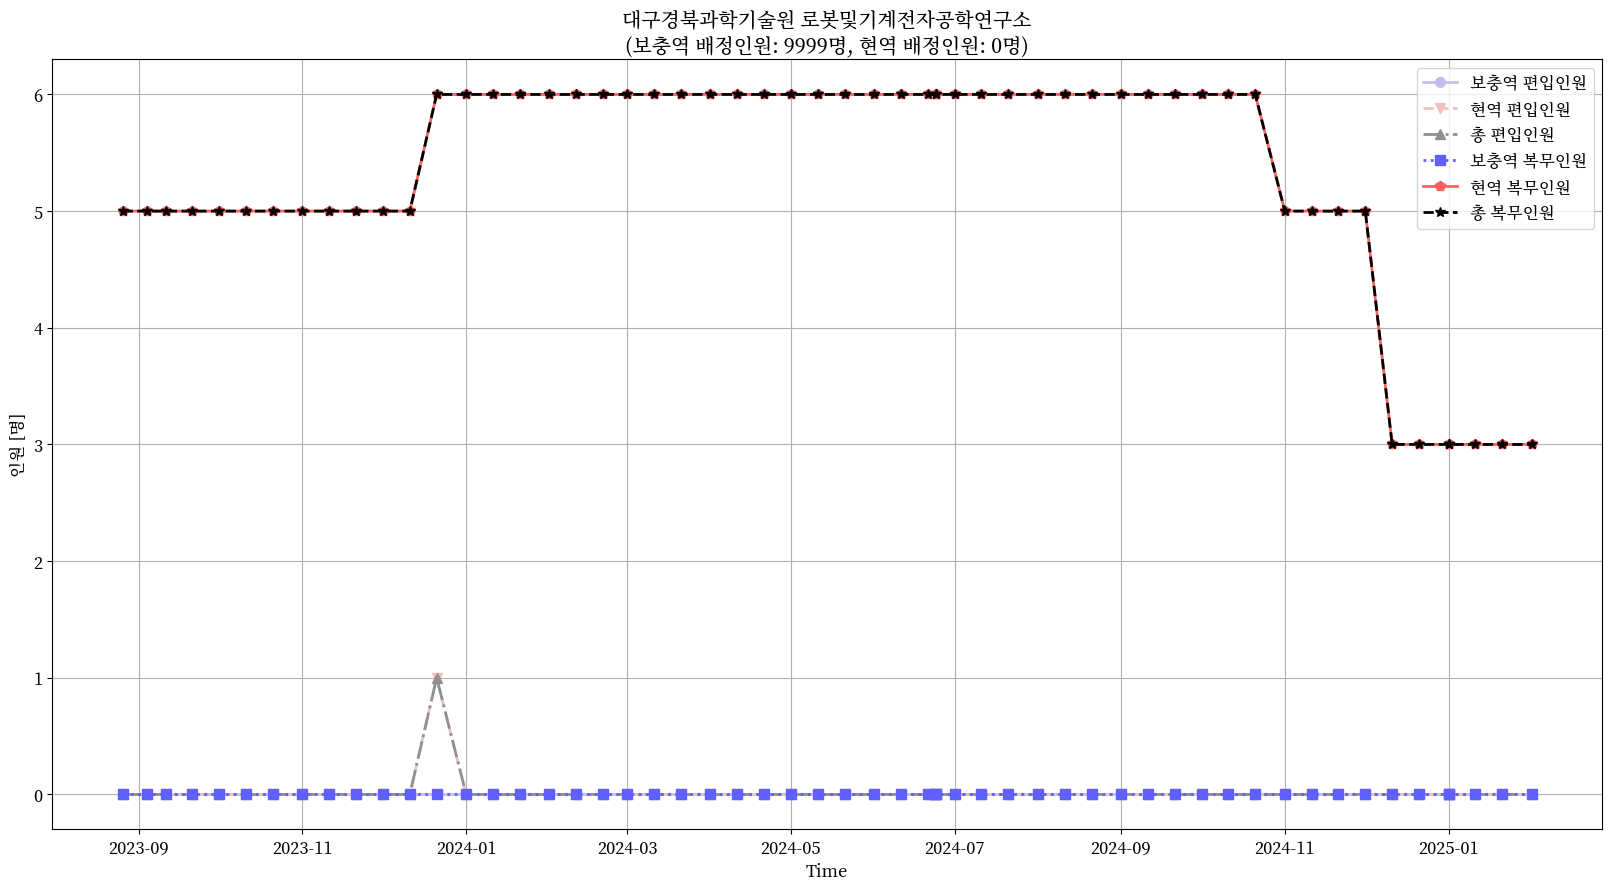 대구경북과학기술원 로봇및기계전자공학연구소
(보충역 배정인원: 9999명, 현역 배정인원: 0명)
보충역 편입인원
현역 편입인원
총 편입인원
보충역 복무인원
현역 복무인원
총 복무인원
인원 [명]
6
5
4
3
2
1
0
2023-09
2023-11
2024-01
2024-03
2024-05
2024-07
2024-09
2024-11
2025-01
Time